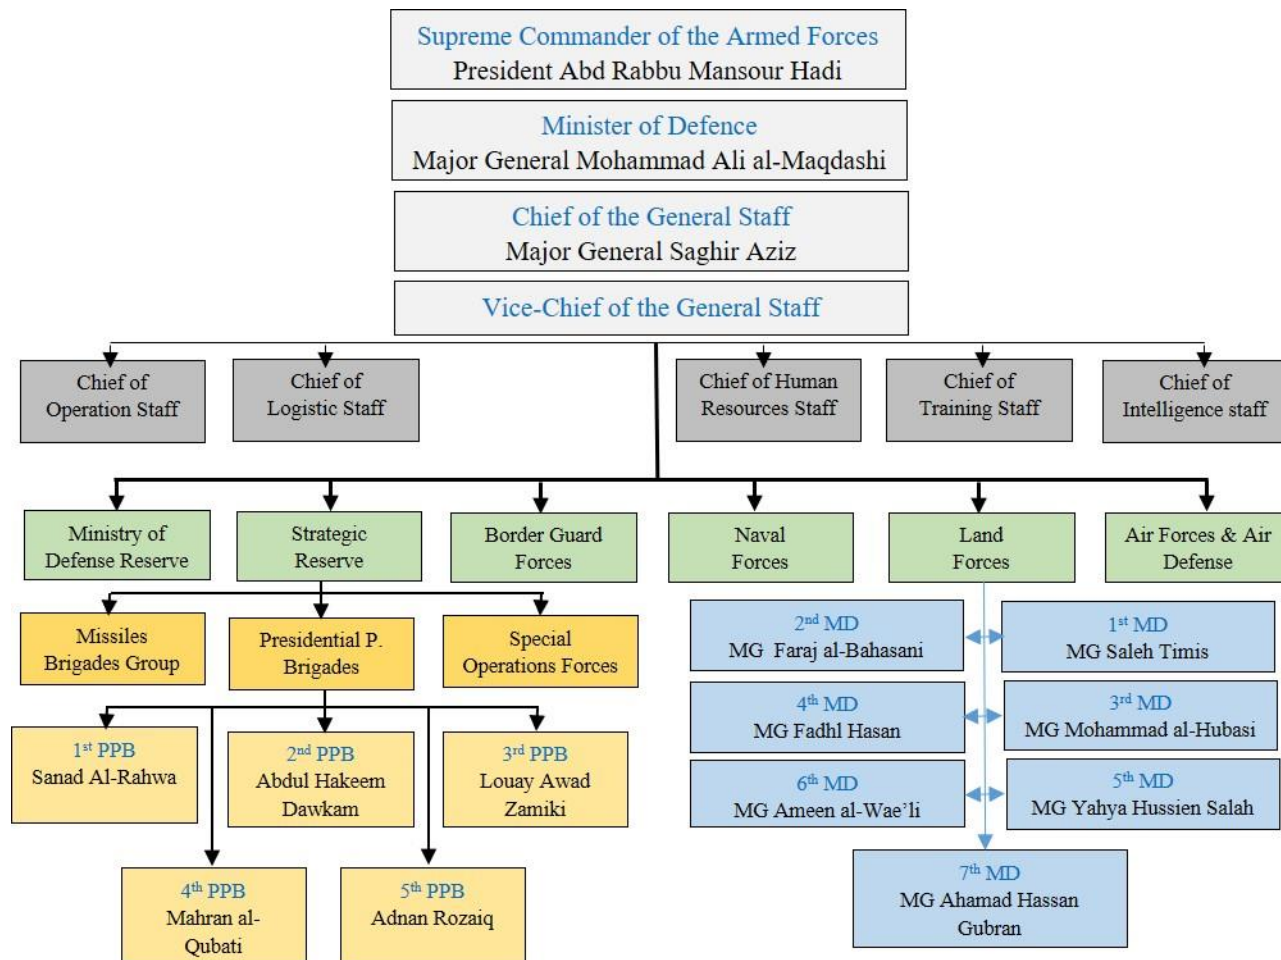 Supreme Commander of the Armed Forces
President Abd Rabbu Mansour Hadi
Minister of Defence
Major General Mohammad Ali al-Maqdashi
Chief of the General Staff
Major General Saghir Aziz
Vice-Chief of the General Staff
Chief of
Operation Staff
Chief of
Logistic Staff
Chief of Human
Resources Staff
Chief of
Training Staff
Chief of
Intelligence staff
Ministry of
Defense Reserve
Strategic
Reserve
Border Guard
Forces
Naval
Forces
Land
Forces
Air Forces & Air
Defense
Missiles
Brigades Group
Presidential P.
Brigades
Special
Operations Forces
2nd MD
MG Faraj al-Bahasani
1st MD
MG Saleh Timis
4th MD
MG Fadhl Hasan
3rd MD
MG Mohammad al-Hubasi
6th MD
MG Ameen al-Wae’li
5th MD
MG Yahya Hussien Salah
7th MD
MG Ahamad Hassan
Gubran
1st PPB
Sanad Al-Rahwa
2nd PPB
Abdul Hakeem
Dawkam
3rd PPB
Louay Awad
Zamiki
4th PPB
Mahran al-
Qubati
5th PPB
Adnan Rozaiq